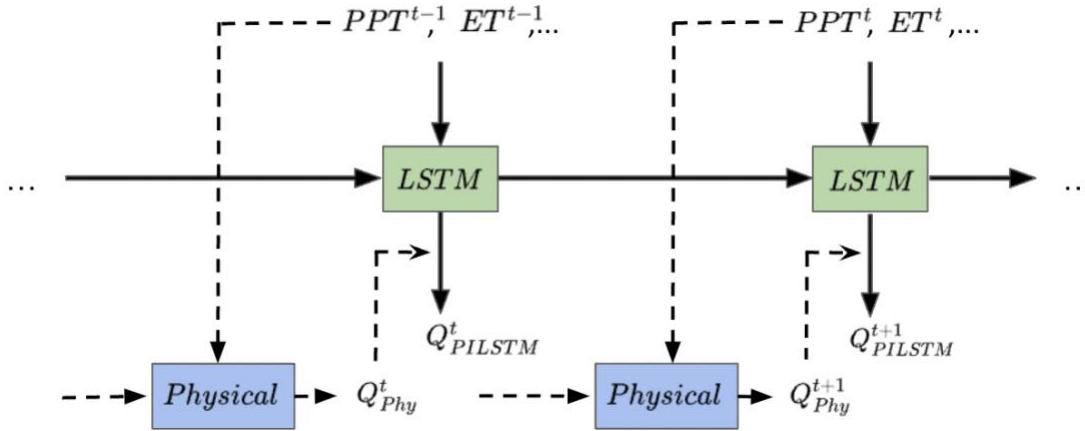 PPT^{t-1}, ET^{t-1},... PPT^t, ET^t,...
... LSTM LSTM ..
Q^t_{PILSTM} Q^{t+1}_{PILSTM}
Physical Q^t_{Phy} Physical Q^{t+1}_{Phy}